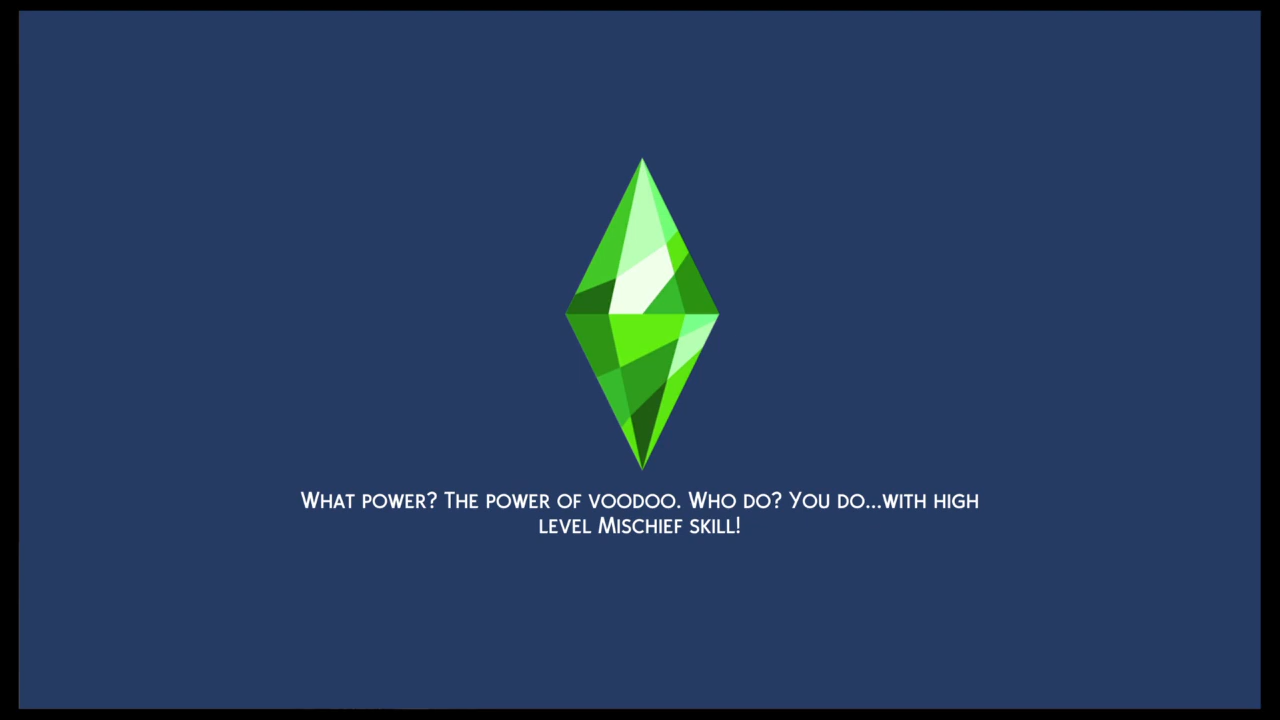 What power? The power of voodoo. Who do? You do...with high
level Mischief skill!